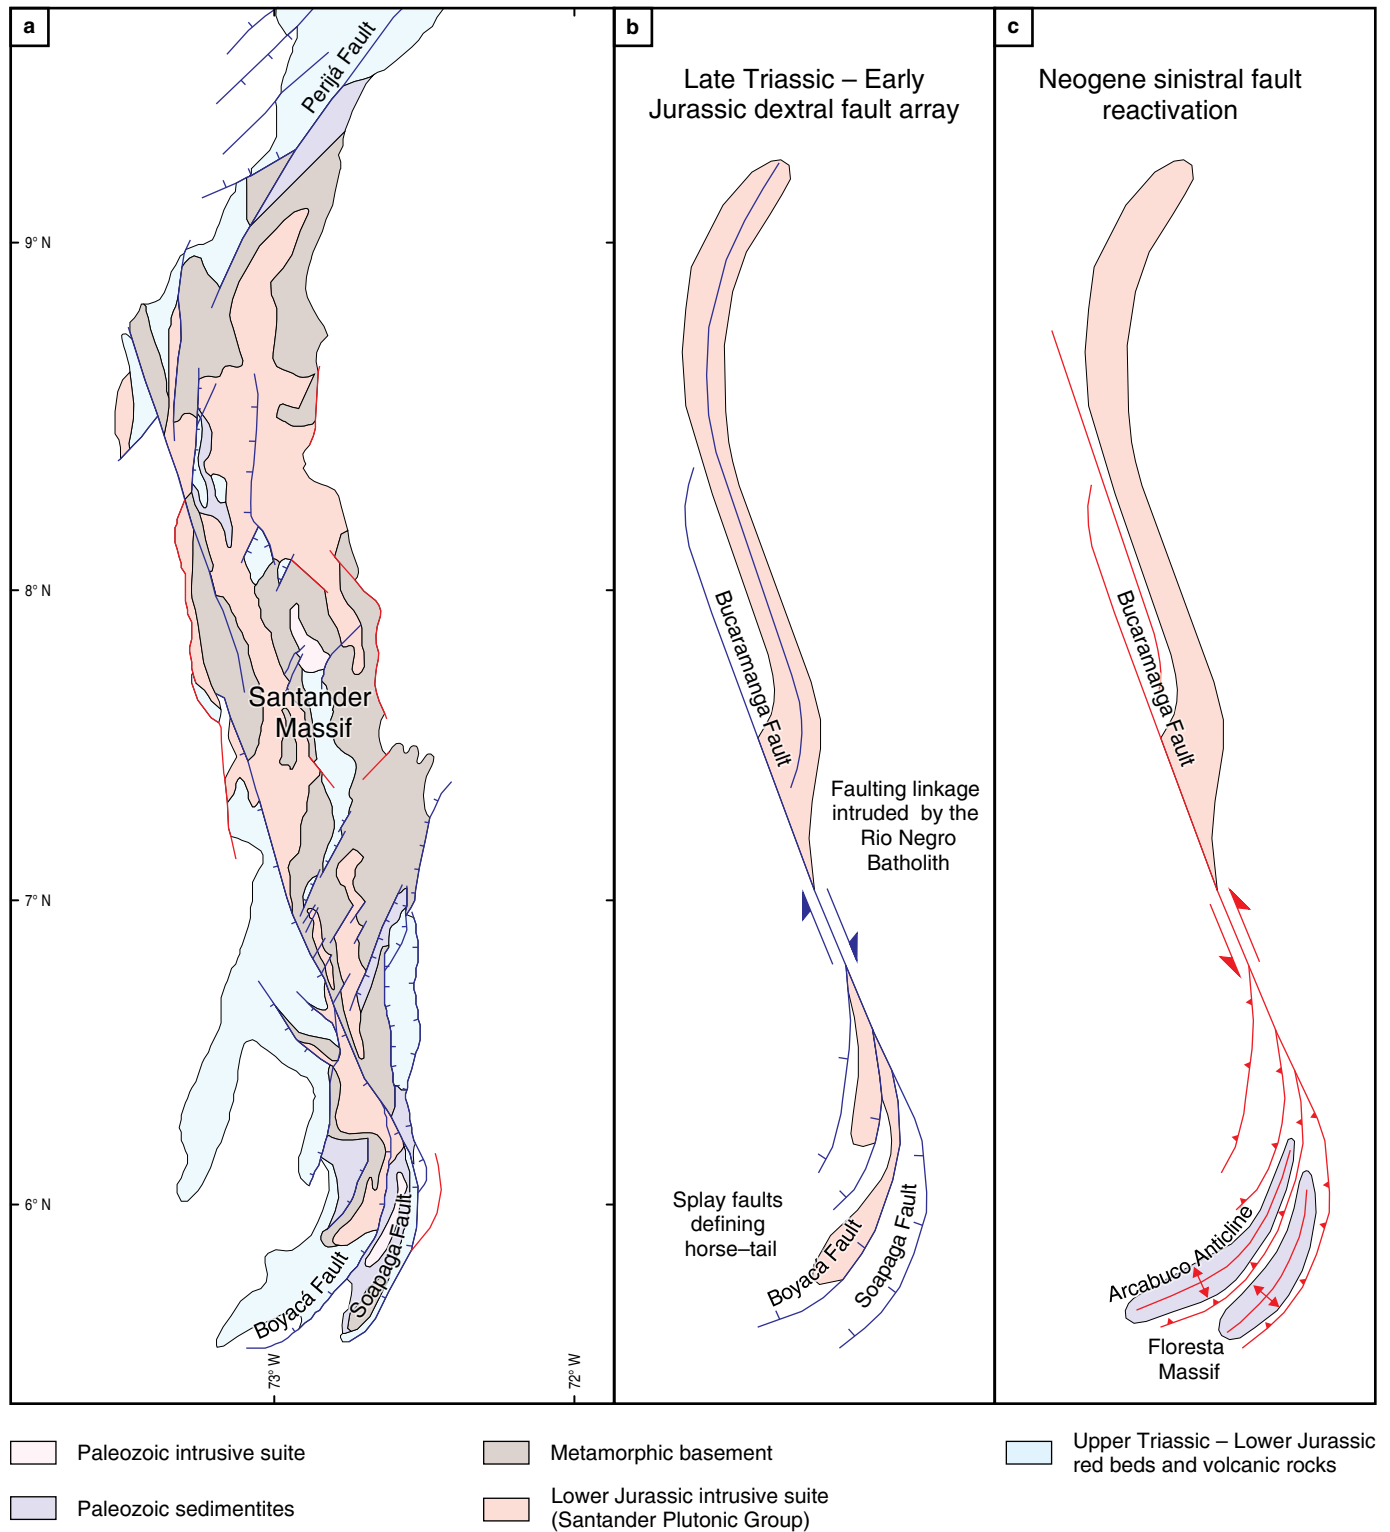 a
Perijá Fault
9° N
8° N
Santander
Massif
7° N
6° N
Boyacá Fault
Soapaga Fault
73° W
72° W
b
Late Triassic – Early
Jurassic dextral fault array
Bucaramanga Fault
Faulting linkage
intruded by the
Rio Negro
Batholith
Splay faults
defining
horse–tail
Boyacá Fault
Soapaga Fault
c
Neogene sinistral fault
reactivation
Bucaramanga Fault
Arcabuco Anticline
Floresta
Massif
Paleozoic intrusive suite
Paleozoic sedimentites
Metamorphic basement
Lower Jurassic intrusive suite
(Santander Plutonic Group)
Upper Triassic – Lower Jurassic
red beds and volcanic rocks